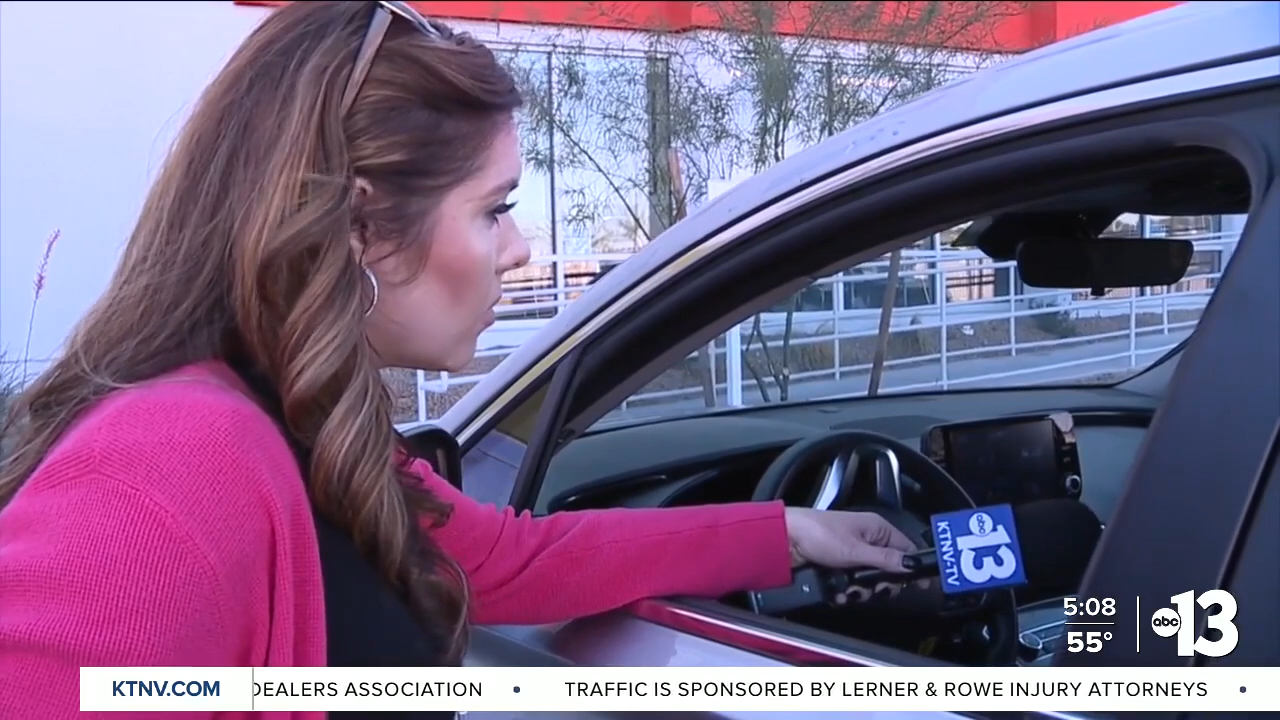 abc
13
KTNV-TV
5:08
55°
abc 13
KTNV.COM
DEALERS ASSOCIATION • TRAFFIC IS SPONSORED BY LERNER & ROWE INJURY ATTORNEYS •